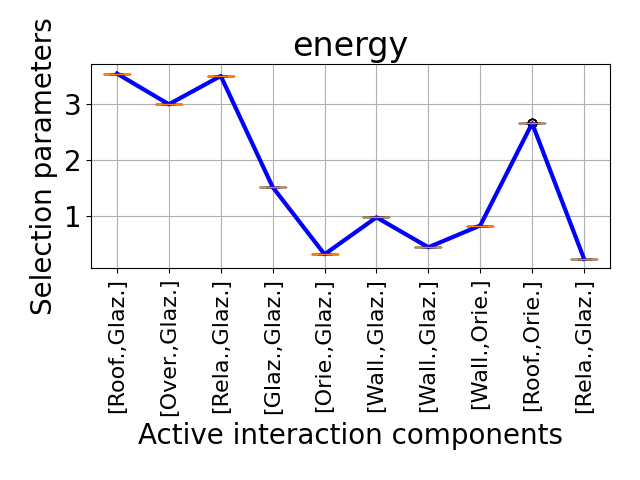 energy
Selection parameters
3
2
1
[Roof.,Glaz.]
[Over.,Glaz.]
[Rela.,Glaz.]
[Glaz.,Glaz.]
[Orie.,Glaz.]
[Wall.,Glaz.]
[Wall.,Glaz.]
[Wall.,Orie.]
[Roof.,Orie.]
[Rela.,Glaz.]
Active interaction components